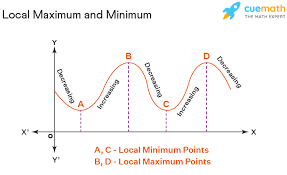 Local Maximum and Minimum
cuemath
THE MATH EXPERT
Y
B
D
Decreasing
Increasing
Decreasing
Increasing
Decreasing
A
C
X'
O
X
Y'
A, C - Local Minimum Points
B, D - Local Maximum Points